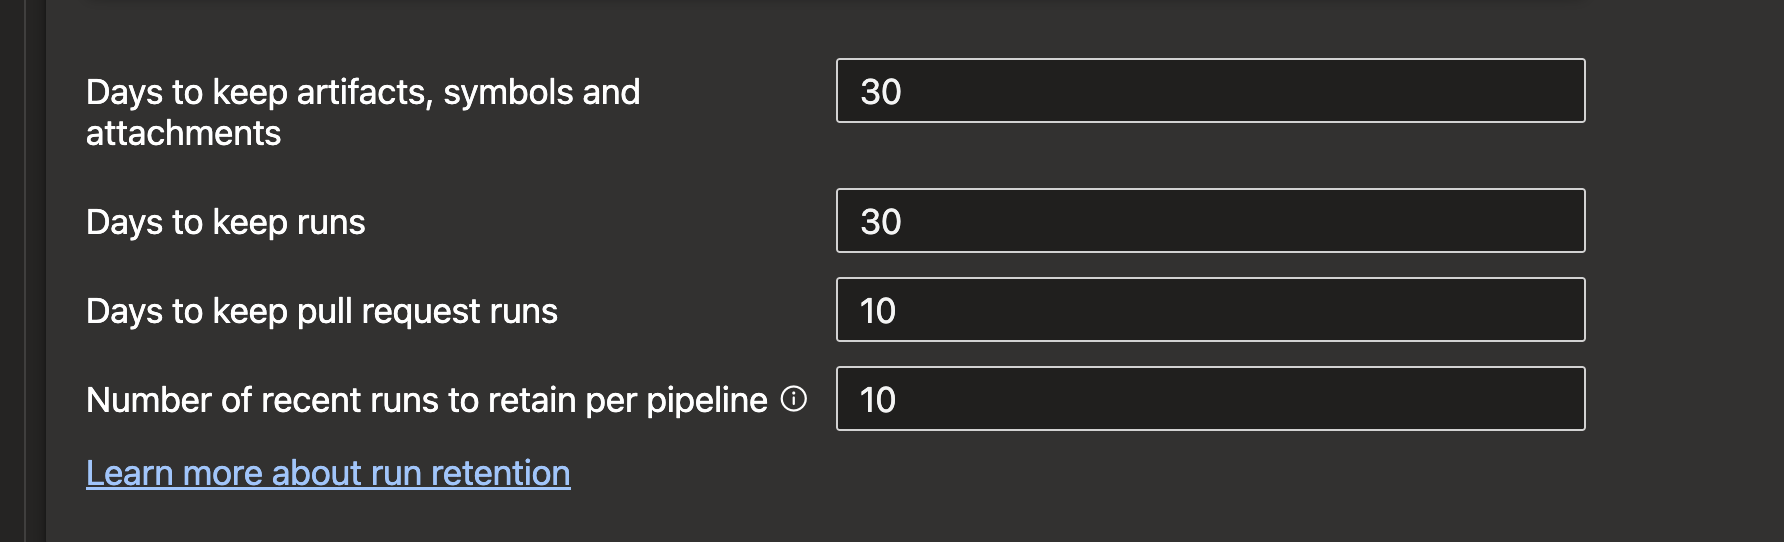 Days to keep artifacts, symbols and
attachments
30
Days to keep runs
30
Days to keep pull request runs
10
Number of recent runs to retain per pipeline
10
Learn more about run retention